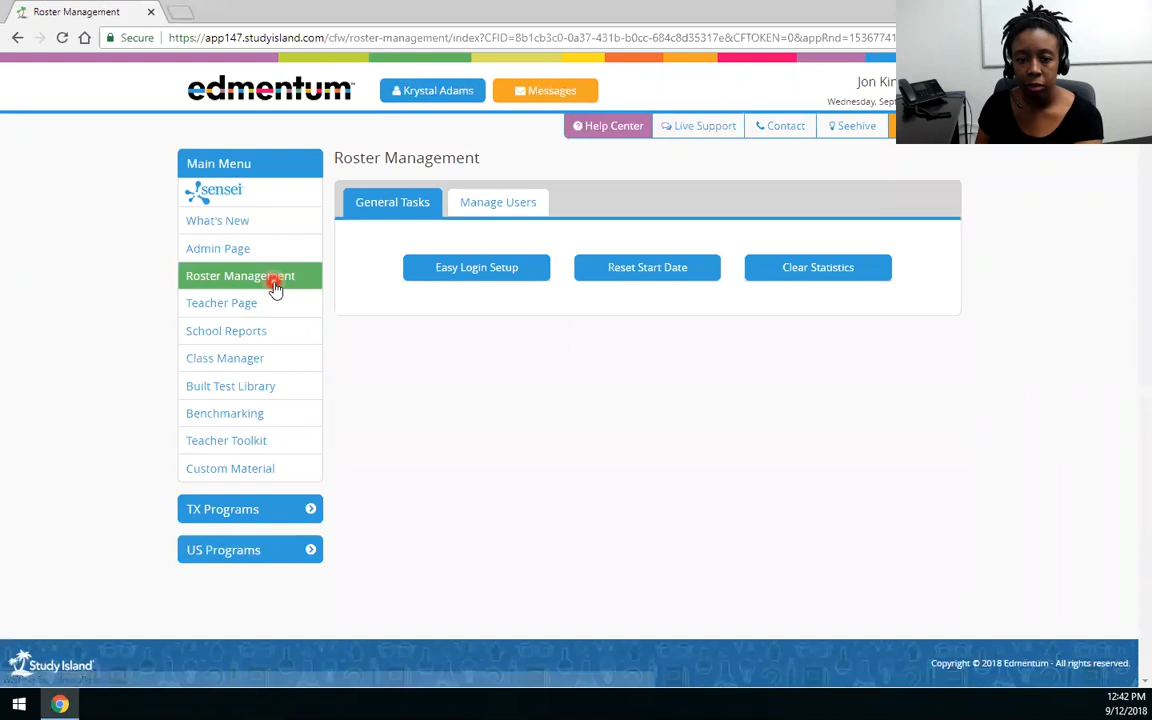 Roster Management
Secure
https://app147.studyisland.com/cfw/roster-management/index?CFID=8b1cb3c0-0a37-431b-b0cc-684c8d35317e&CFTOKEN=0&appRnd=15367741
edmentum
Krystal Adams
Messages
Jon Kin
Wednesday, Sept
Help Center
Live Support
Contact
Seehive
Main Menu
sensei
What's New
Admin Page
Roster Management
Teacher Page
School Reports
Class Manager
Built Test Library
Benchmarking
Teacher Toolkit
Custom Material
TX Programs
US Programs
Roster Management
General Tasks
Manage Users
Easy Login Setup
Reset Start Date
Clear Statistics
Study Island
Copyright © 2018 Edmentum - All rights reserved.
12:42 PM
9/12/2018